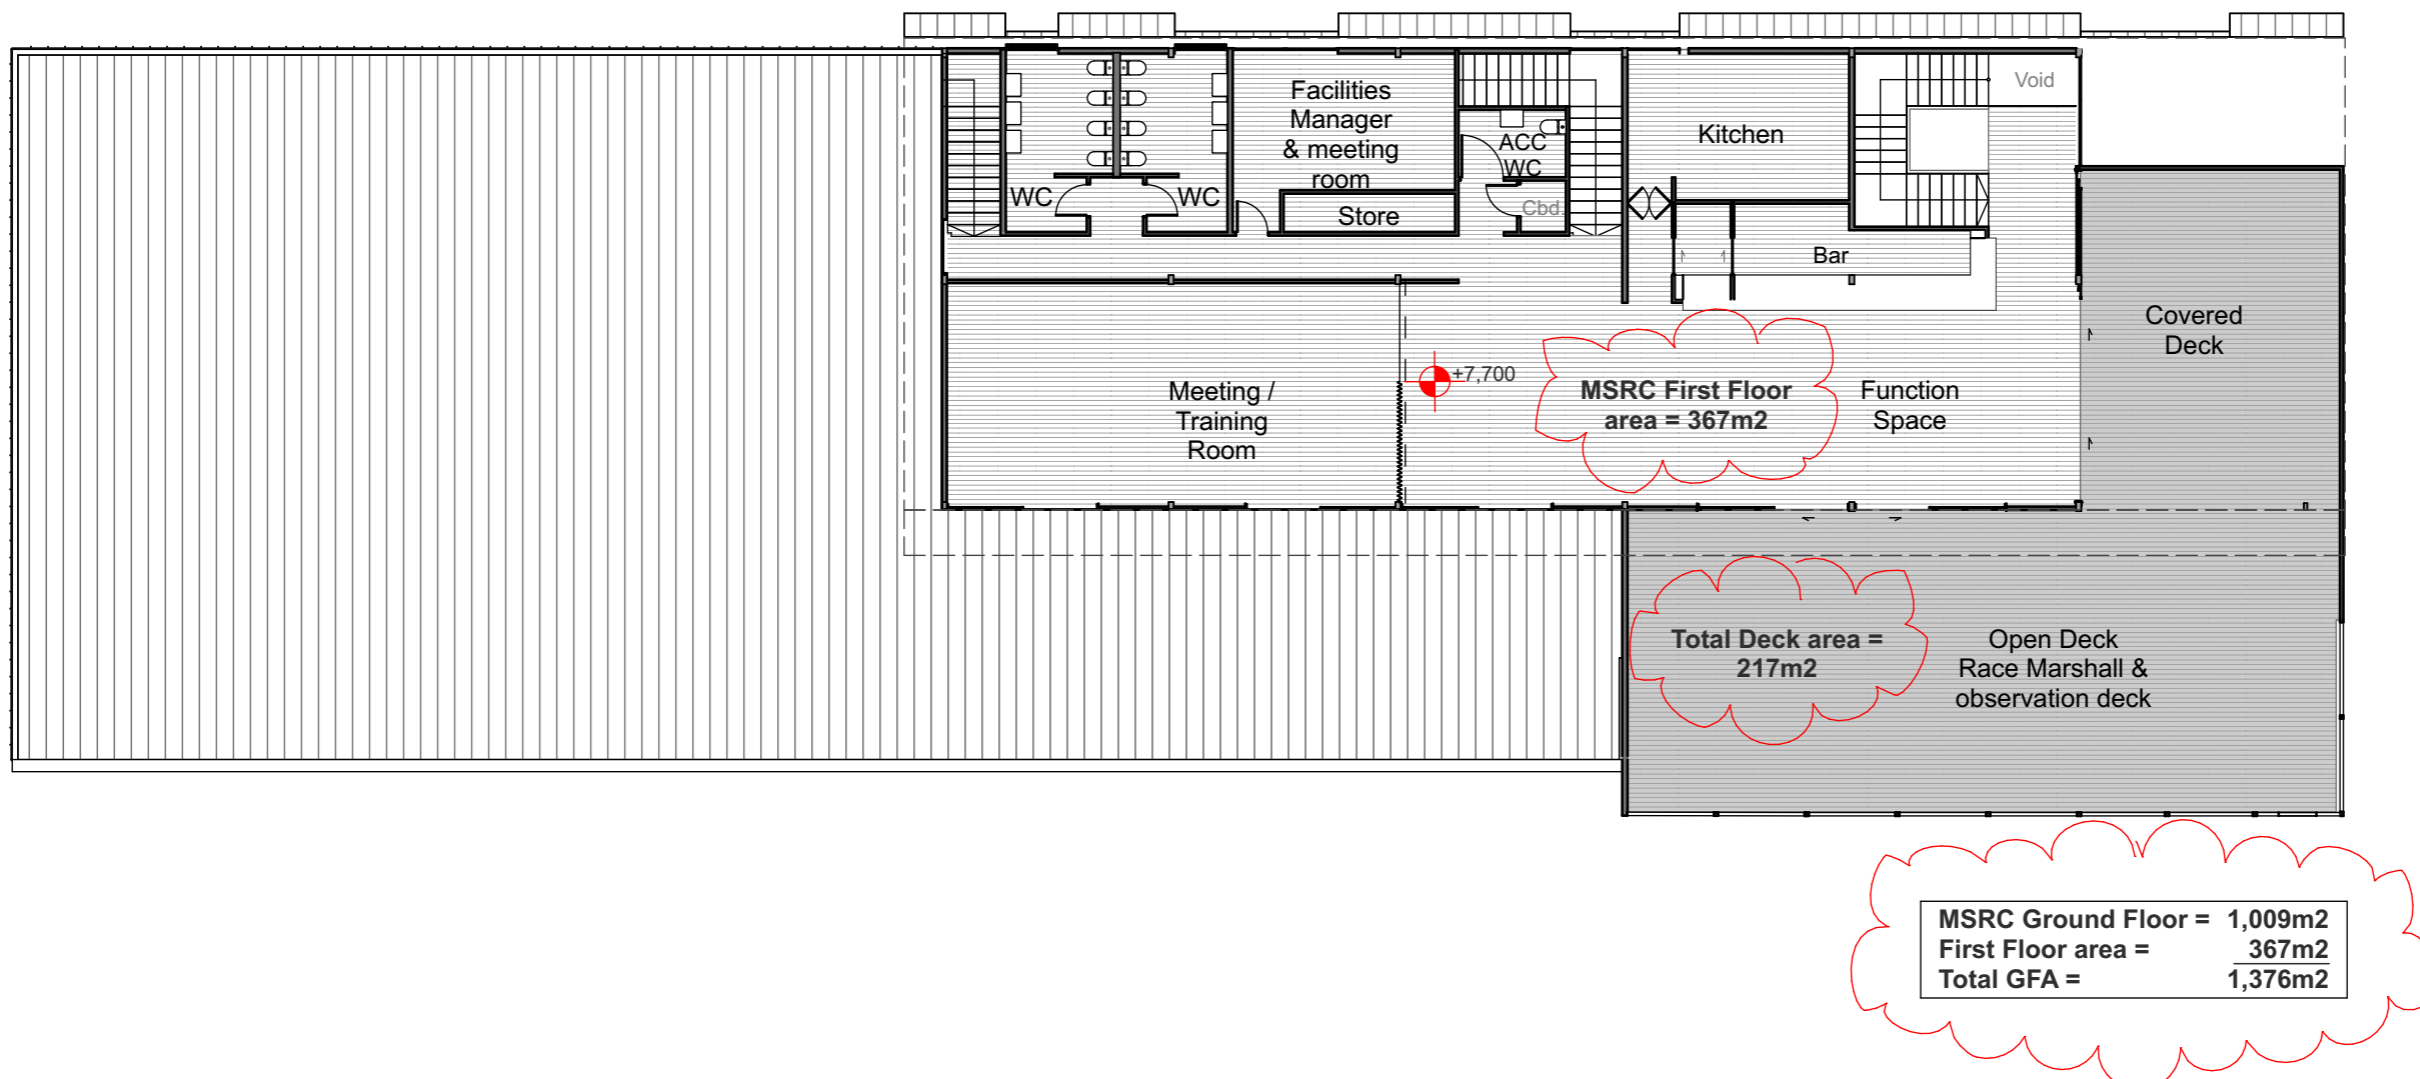 Void
Facilities
Manager
& meeting
room
Kitchen
ACC
WC
WC
WC
Store
Cbd.
Bar
Covered
Deck
+7,700
Meeting /
Training
Room
MSRC First Floor
area = 367m2
Function
Space
Total Deck area =
217m2
Open Deck
Race Marshall &
observation deck
MSRC Ground Floor = 1,009m2
First Floor area = 367m2
Total GFA = 1,376m2